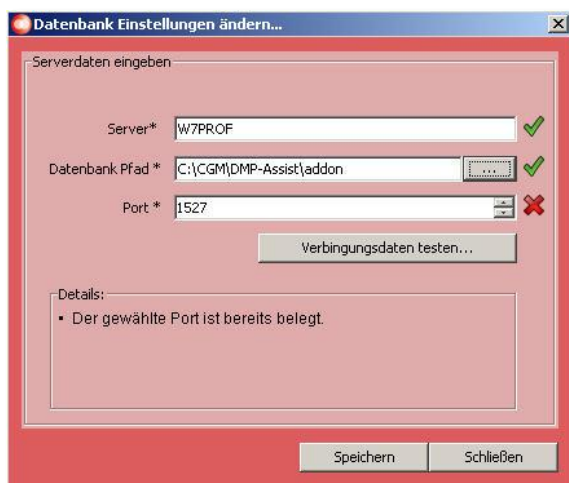 Datenbank Einstellungen ändern...
Serverdaten eingeben
Server* W7PROF
Datenbank Pfad * C:\CGM\DMP-Assist\addon ...
Port * 1527
Verbingungsdaten testen...
Details:
• Der gewählte Port ist bereits belegt.
Speichern Schließen